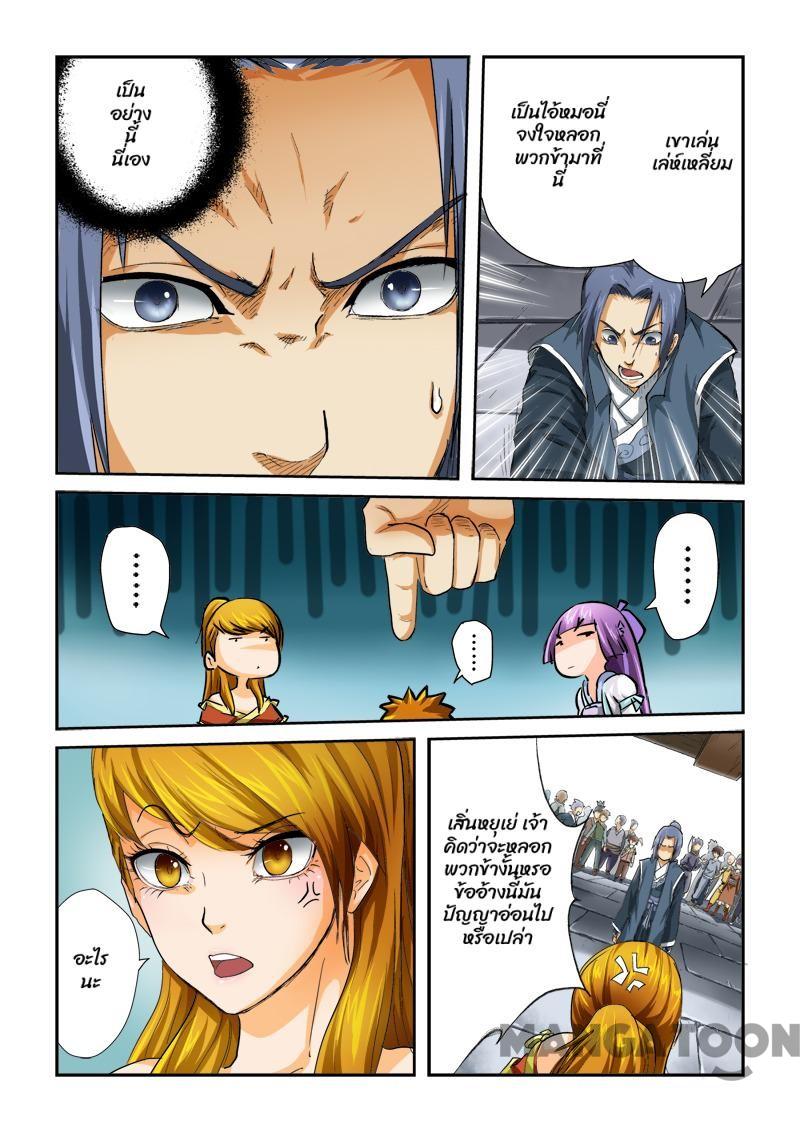 เป็น
อย่าง
นี้
นี่เอง
เป็นไอ้หมอนี่
จงใจหลอก
พวกข้ามาที่
นี่
เขาเล่น
เล่ห์เหลี่ยม
......
....
......
อะไร
นะ
เสิ่นหยุเย่ เจ้า
คิดว่าจะหลอก
พวกข้างั้นหรอ
ข้ออ้างนี้มัน
ปัญญาอ่อนไป
หรือเปล่า
MANGATOON